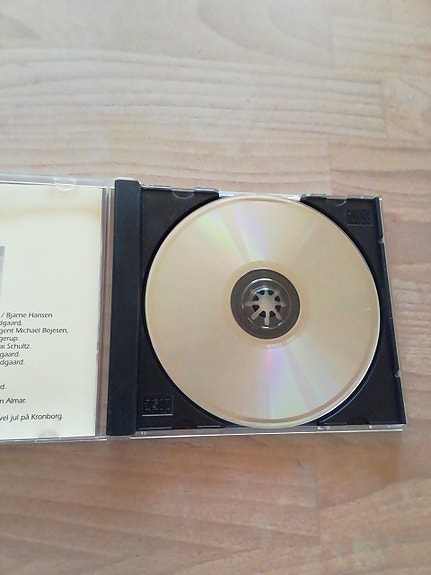 / Bjarne Hansen
dgaard,
gent Michael Bojesen,
gerup.
ai Schultz.
gaard.
dgaard.
d.
n Almar.
vel jul på Kronborg.